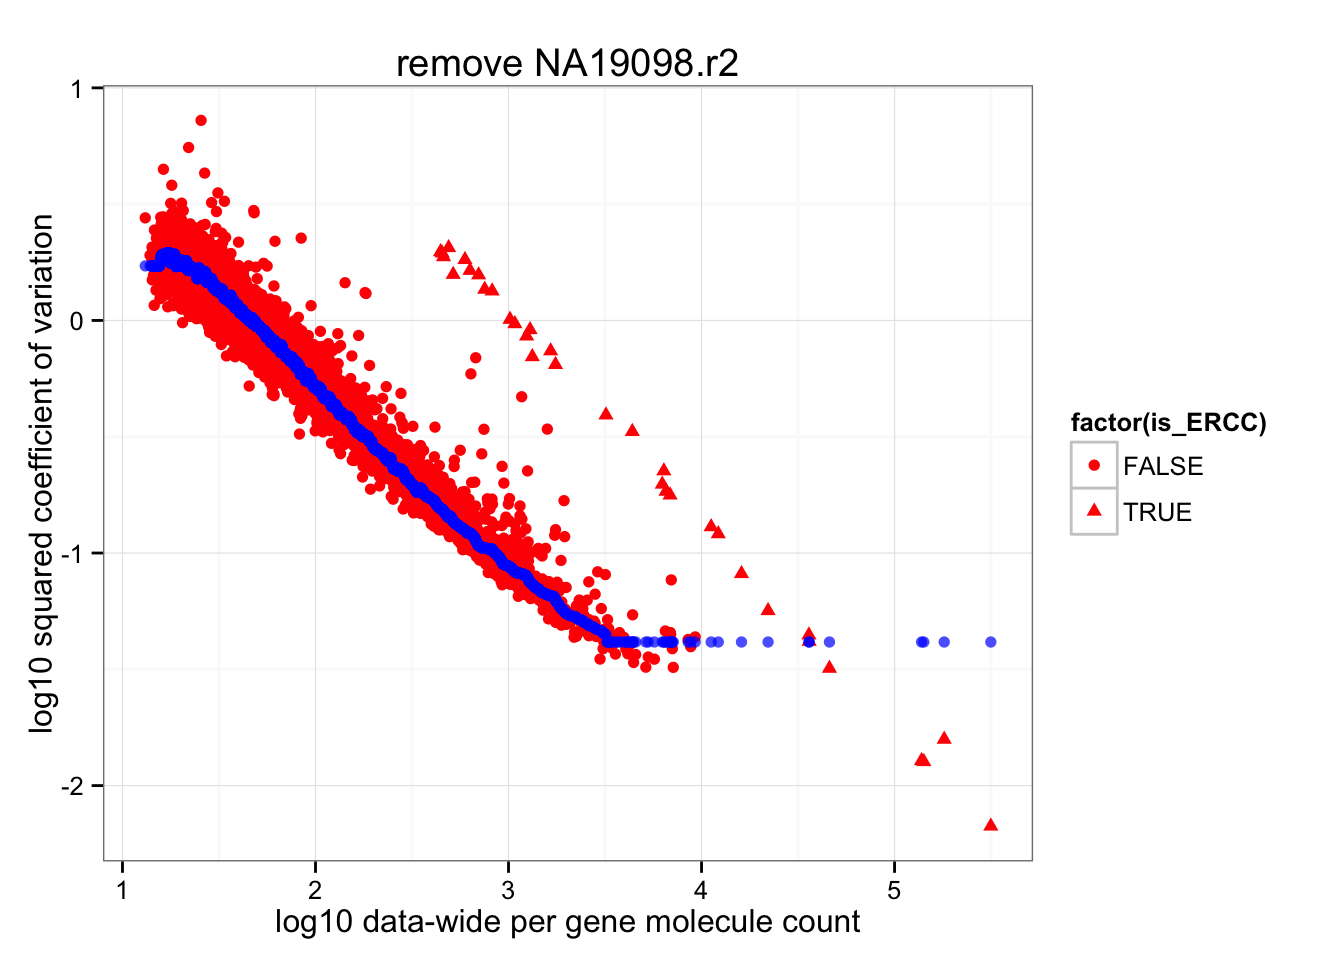 remove NA19098.r2
log10 squared coefficient of variation
1
0
-1
-2
1 2 3 4 5
log10 data-wide per gene molecule count
factor(is_ERCC)
FALSE
TRUE